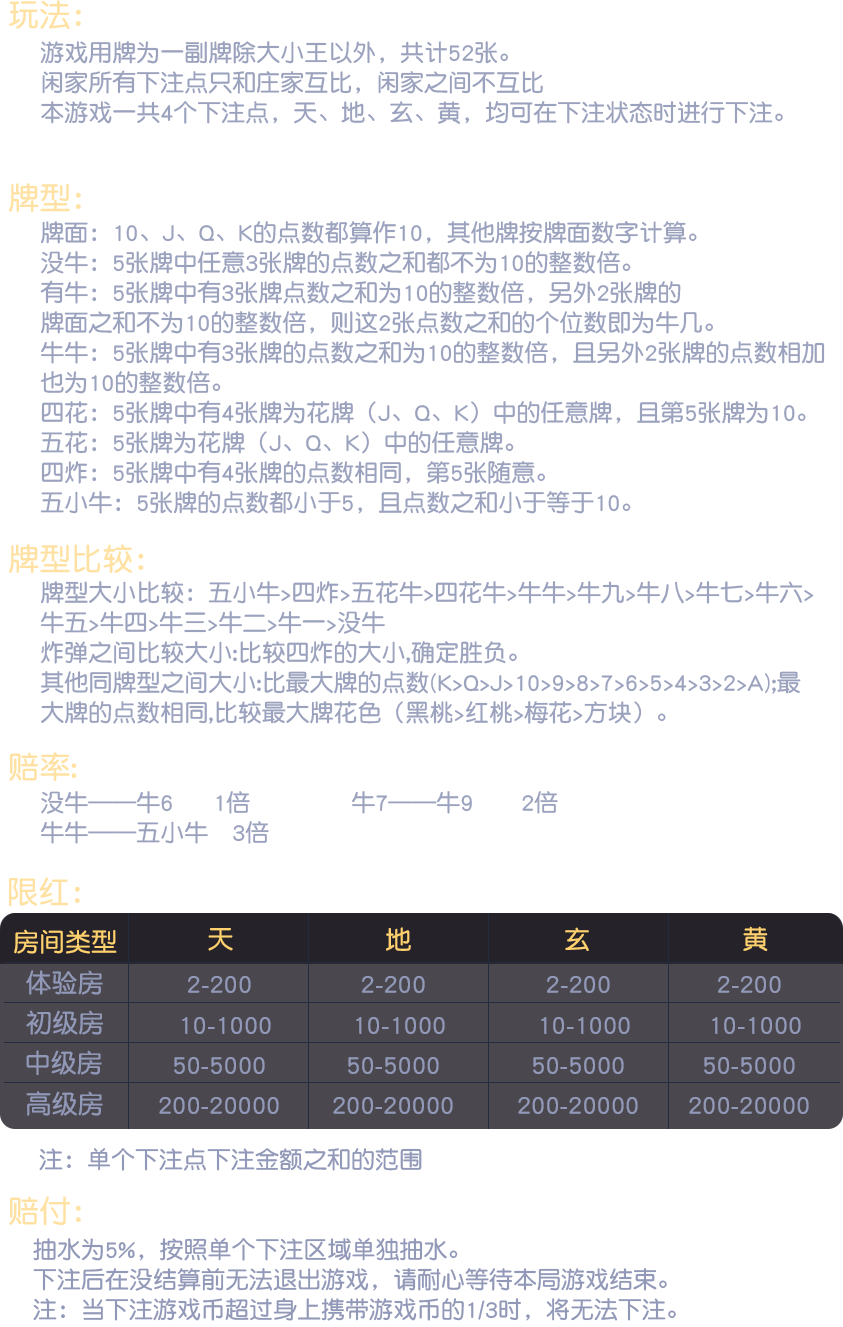 玩法：
游戏用牌为一副牌除大小王以外，共计52张。
闲家所有下注点只和庄家互比，闲家之间不互比
本游戏一共4个下注点，天、地、玄、黄，均可在下注状态时进行下注。
牌型：
牌面：10、J、Q、K的点数都算作10，其他牌按牌面数字计算。
没牛：5张牌中任意3张牌的点数之和都不为10的整数倍。
有牛：5张牌中有3张牌点数之和为10的整数倍，另外2张牌的
牌面之和不为10的整数倍，则这2张点数之和的个位数即为牛几。
牛牛：5张牌中有3张牌的点数之和为10的整数倍，且另外2张牌的点数相加
也为10的整数倍。
四花：5张牌中有4张牌为花牌（J、Q、K）中的任意牌，且第5张牌为10。
五花：5张牌为花牌（J、Q、K）中的任意牌。
四炸：5张牌中有4张牌的点数相同，第5张随意。
五小牛：5张牌的点数都小于5，且点数之和小于等于10。
牌型比较：
牌型大小比较：五小牛>四炸>五花牛>四花牛>牛牛>牛九>牛八>牛七>牛六>
牛五>牛四>牛三>牛二>牛一>没牛
炸弹之间比较大小:比较四炸的大小,确定胜负。
其他同牌型之间大小:比最大牌的点数(K>Q>J>10>9>8>7>6>5>4>3>2>A);最
大牌的点数相同,比较最大牌花色（黑桃>红桃>梅花>方块）。
赔率:
没牛——牛6 1倍 牛7——牛9 2倍
牛牛——五小牛 3倍
限红：
房间类型 天 地 玄 黄
体验房 2-200 2-200 2-200 2-200
初级房 10-1000 10-1000 10-1000 10-1000
中级房 50-5000 50-5000 50-5000 50-5000
高级房 200-20000 200-20000 200-20000 200-20000
注：单个下注点下注金额之和的范围
赔付：
抽水为5%，按照单个下注区域单独抽水。
下注后在没结算前无法退出游戏，请耐心等待本局游戏结束。
注：当下注游戏币超过身上携带游戏币的1/3时，将无法下注。